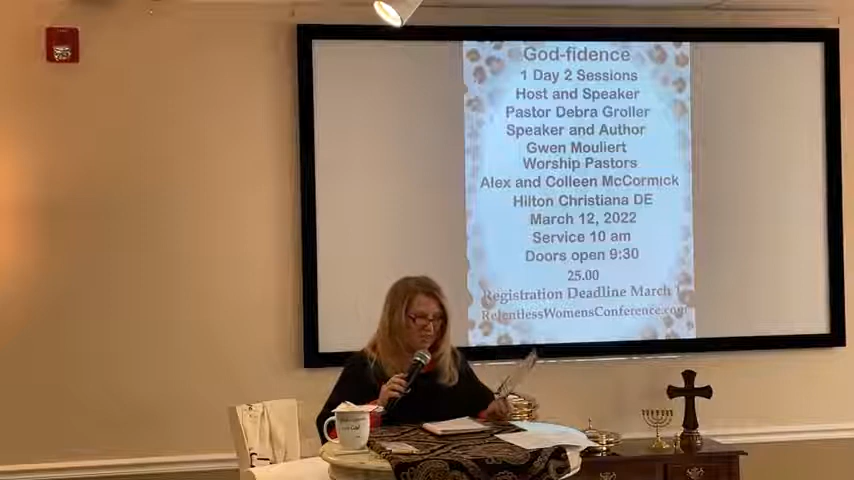 God-fidence
1 Day 2 Sessions
Host and Speaker
Pastor Debra Groller
Speaker and Author
Gwen Mouliert
Worship Pastors
Alex and Colleen McCormick
Hilton Christiana DE
March 12, 2022
Service 10 am
Doors open 9:30
25.00
Registration Deadline March 1
RelentlessWomensConference.com